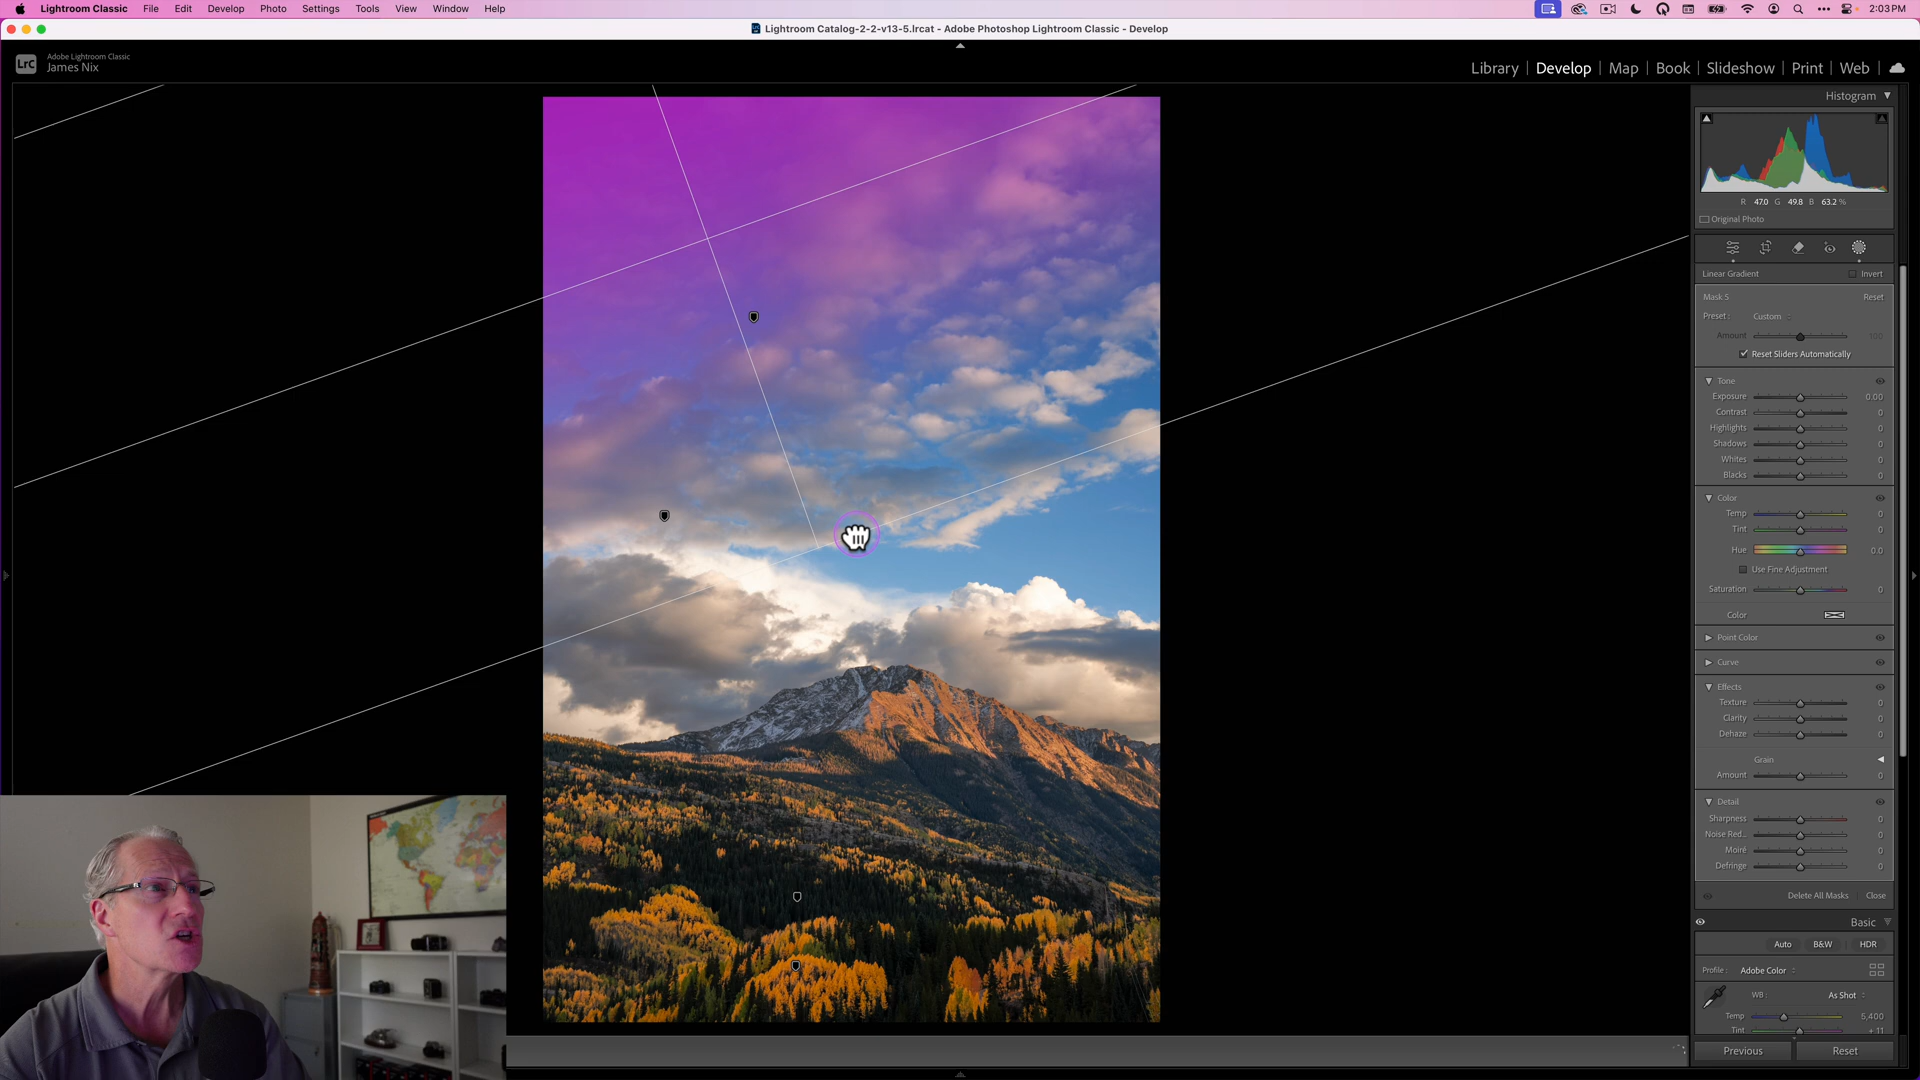 Lightroom Classic File Edit Develop Photo Settings Tools View Window Help 2:03PM
Lightroom Catalog-2-2-v13-5.lrcat - Adobe Photoshop Lightroom Classic - Develop
LrC
Adobe Lightroom Classic
James Nix
Library | Develop | Map | Book | Slideshow | Print | Web
Histogram
R 47.0 G 49.8 B 63.2 %
Original Photo
Linear Gradient Invert
Mask 5 Reset
Preset : Custom
Amount 100
Reset Sliders Automatically
Tone
Exposure 0.00
Contrast 0
Highlights 0
Shadows 0
Whites 0
Blacks 0
Color
Temp 0
Tint 0
Hue 0.0
Use Fine Adjustment
Saturation 0
Color
Point Color
Curve
Effects
Texture 0
Clarity 0
Dehaze 0
Grain
Amount 0
Detail
Sharpness 0
Noise Red... 0
Moiré 0
Defringe 0
Delete All Masks Close
Basic
Auto B&W HDR
Profile : Adobe Color
WB : As Shot
Temp 5,400
Tint + 11
Previous Reset